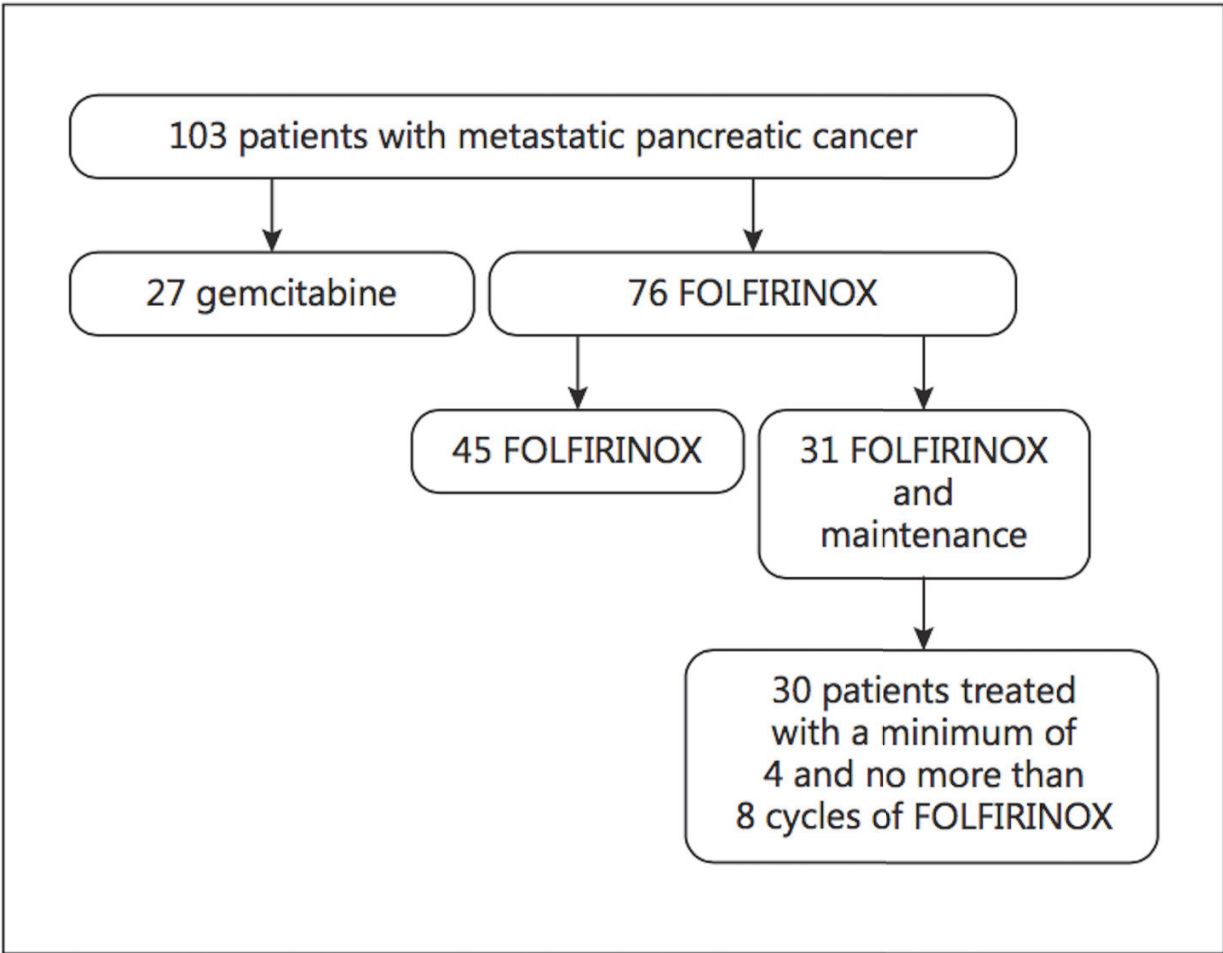 103 patients with metastatic pancreatic cancer
27 gemcitabine
76 FOLFIRINOX
45 FOLFIRINOX
31 FOLFIRINOX
and
maintenance
30 patients treated
with a minimum of
4 and no more than
8 cycles of FOLFIRINOX